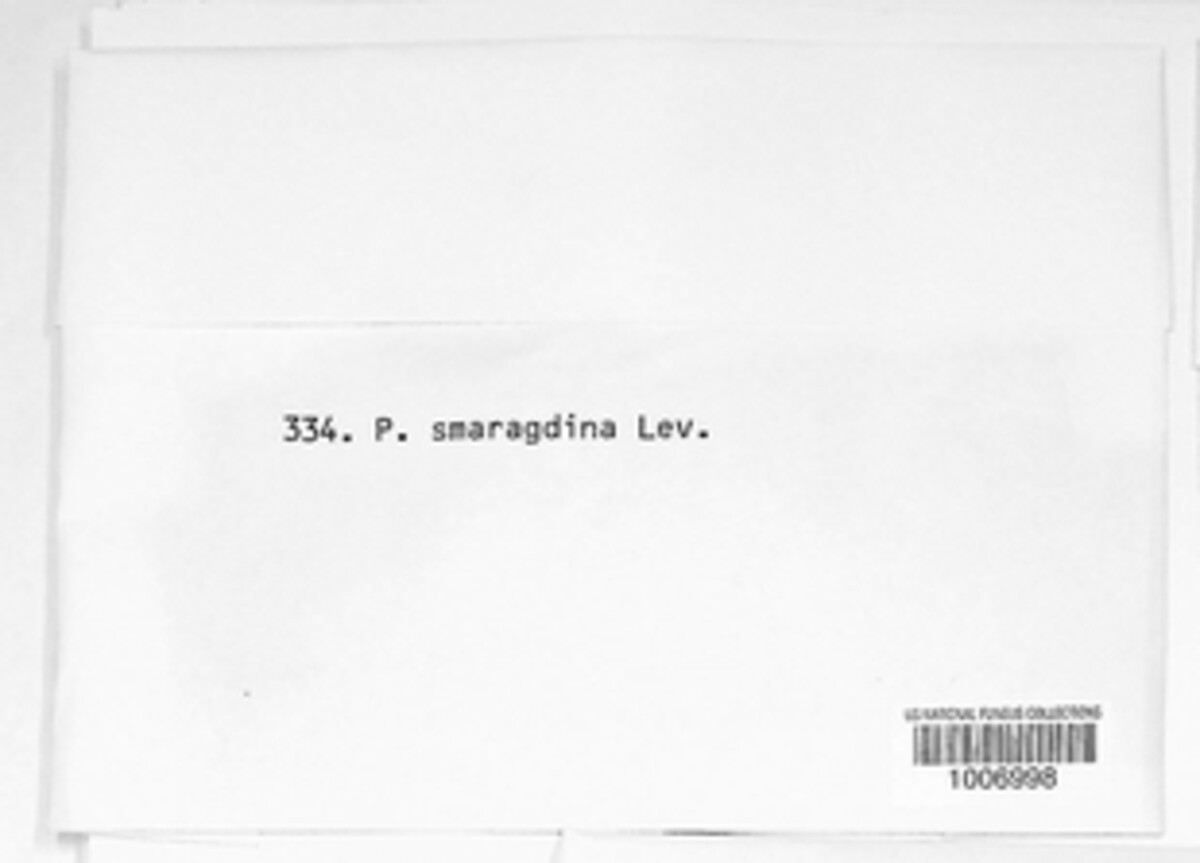 334. P. smaragdina Lev.
US NATIONAL FUNGUS COLLECTIONS
1006998